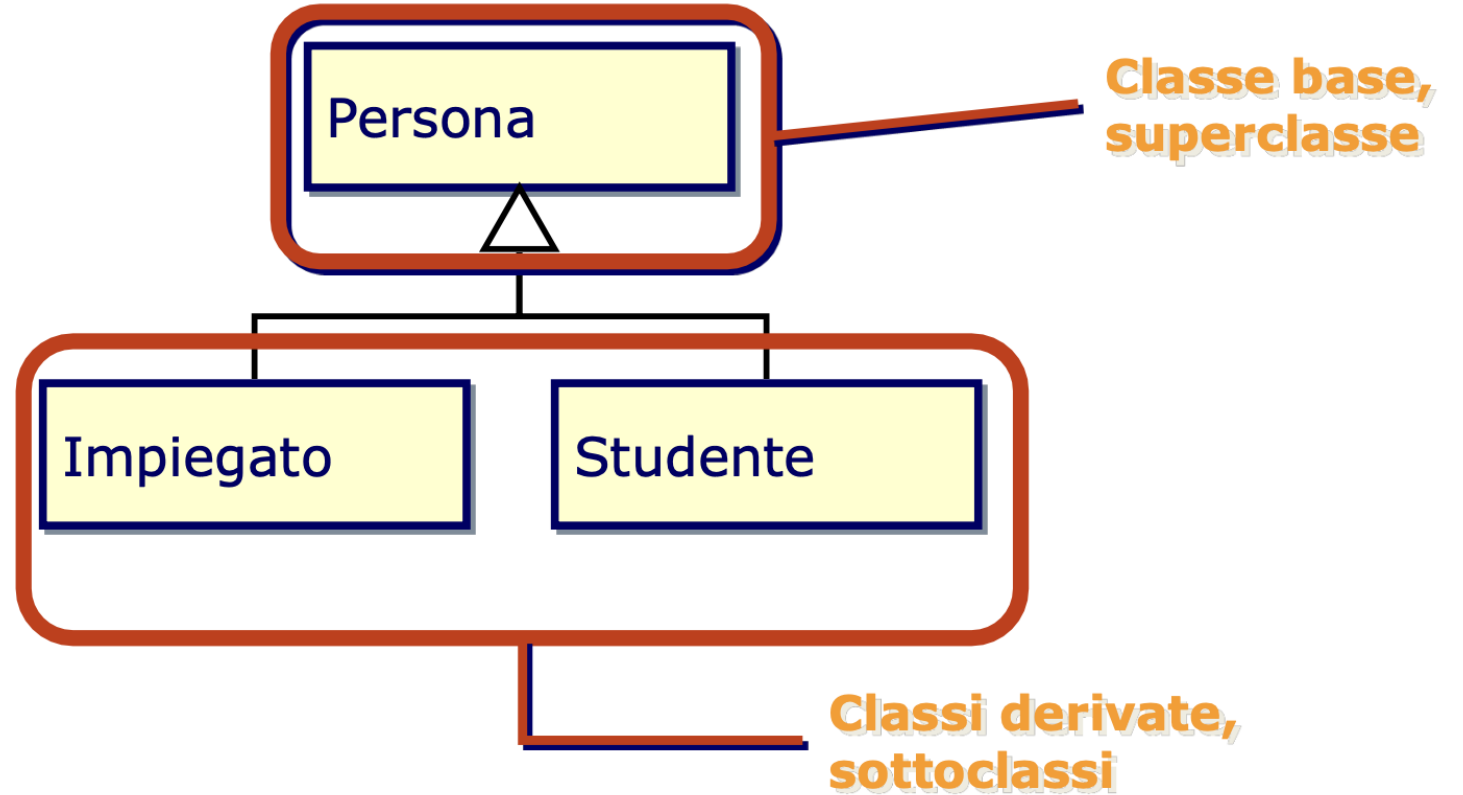 Persona
Classe base,
superclasse
Impiegato
Studente
Classi derivate,
sottoclassi